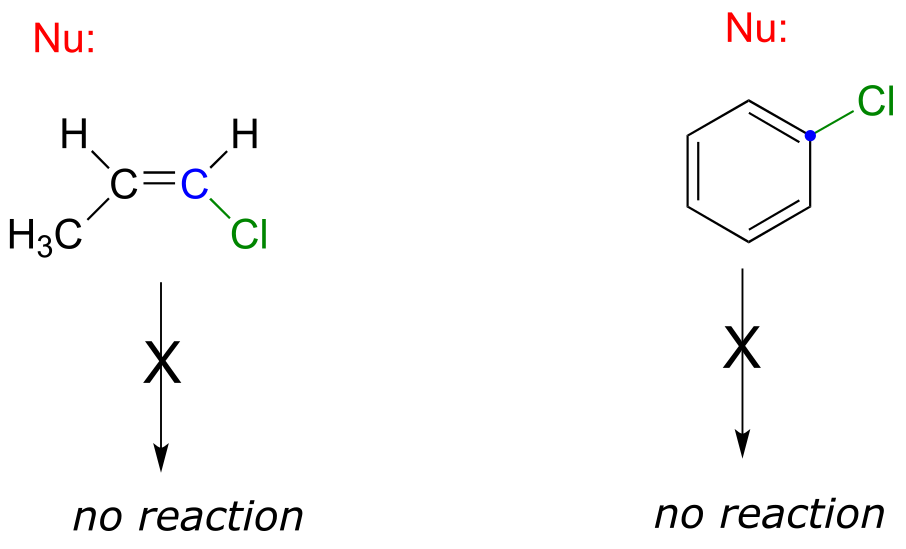 Nu:
Nu:
H
H
C
C
H₃C
Cl
Cl
X
X
no reaction
no reaction